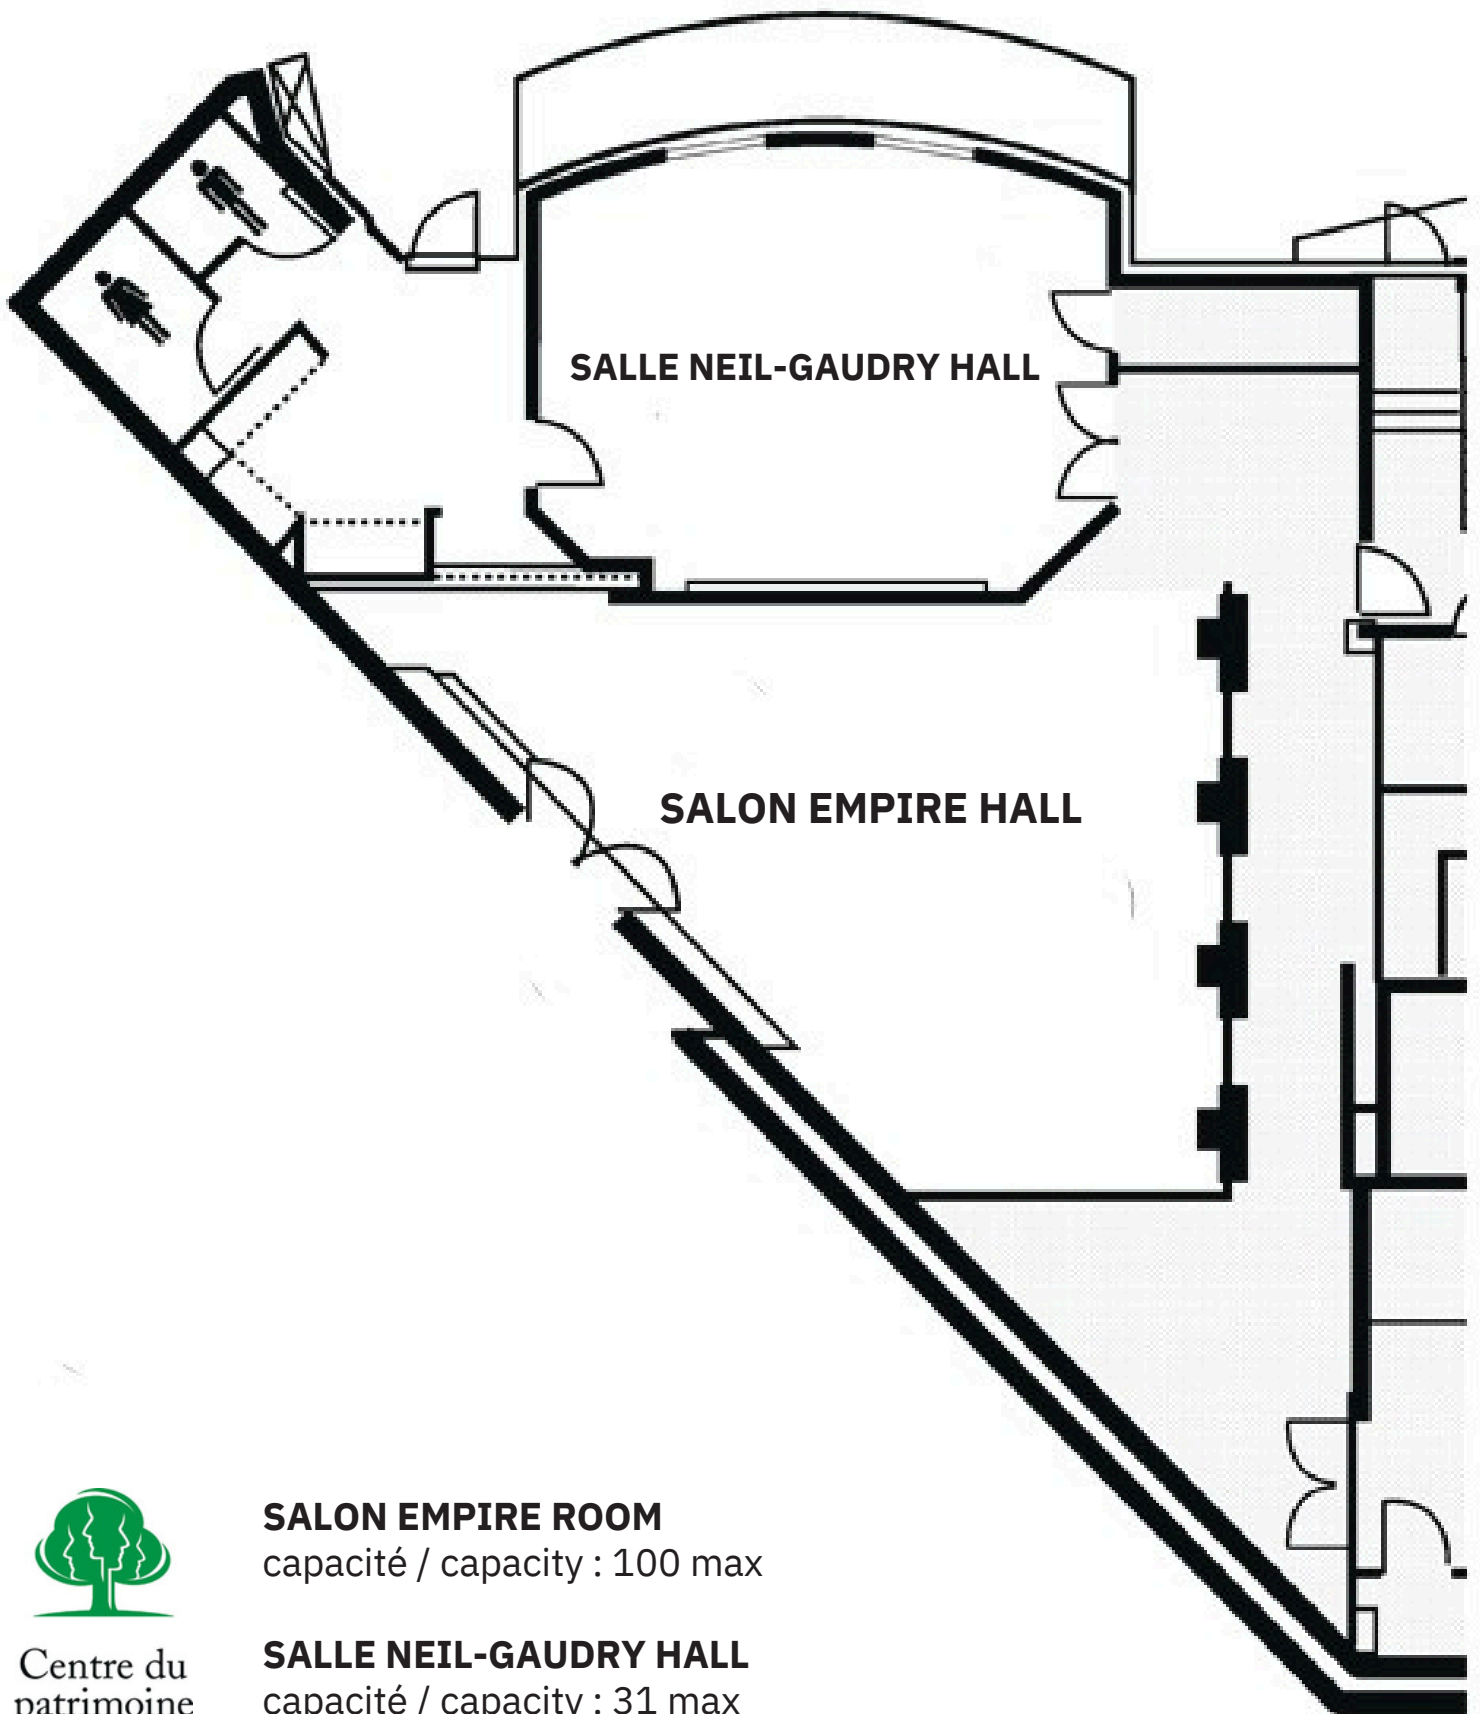 SALLE NEIL-GAUDRY HALL
SALON EMPIRE HALL
SALON EMPIRE ROOM
capacité / capacity : 100 max
SALLE NEIL-GAUDRY HALL
capacité / capacity : 31 max
Centre du
patrimoine